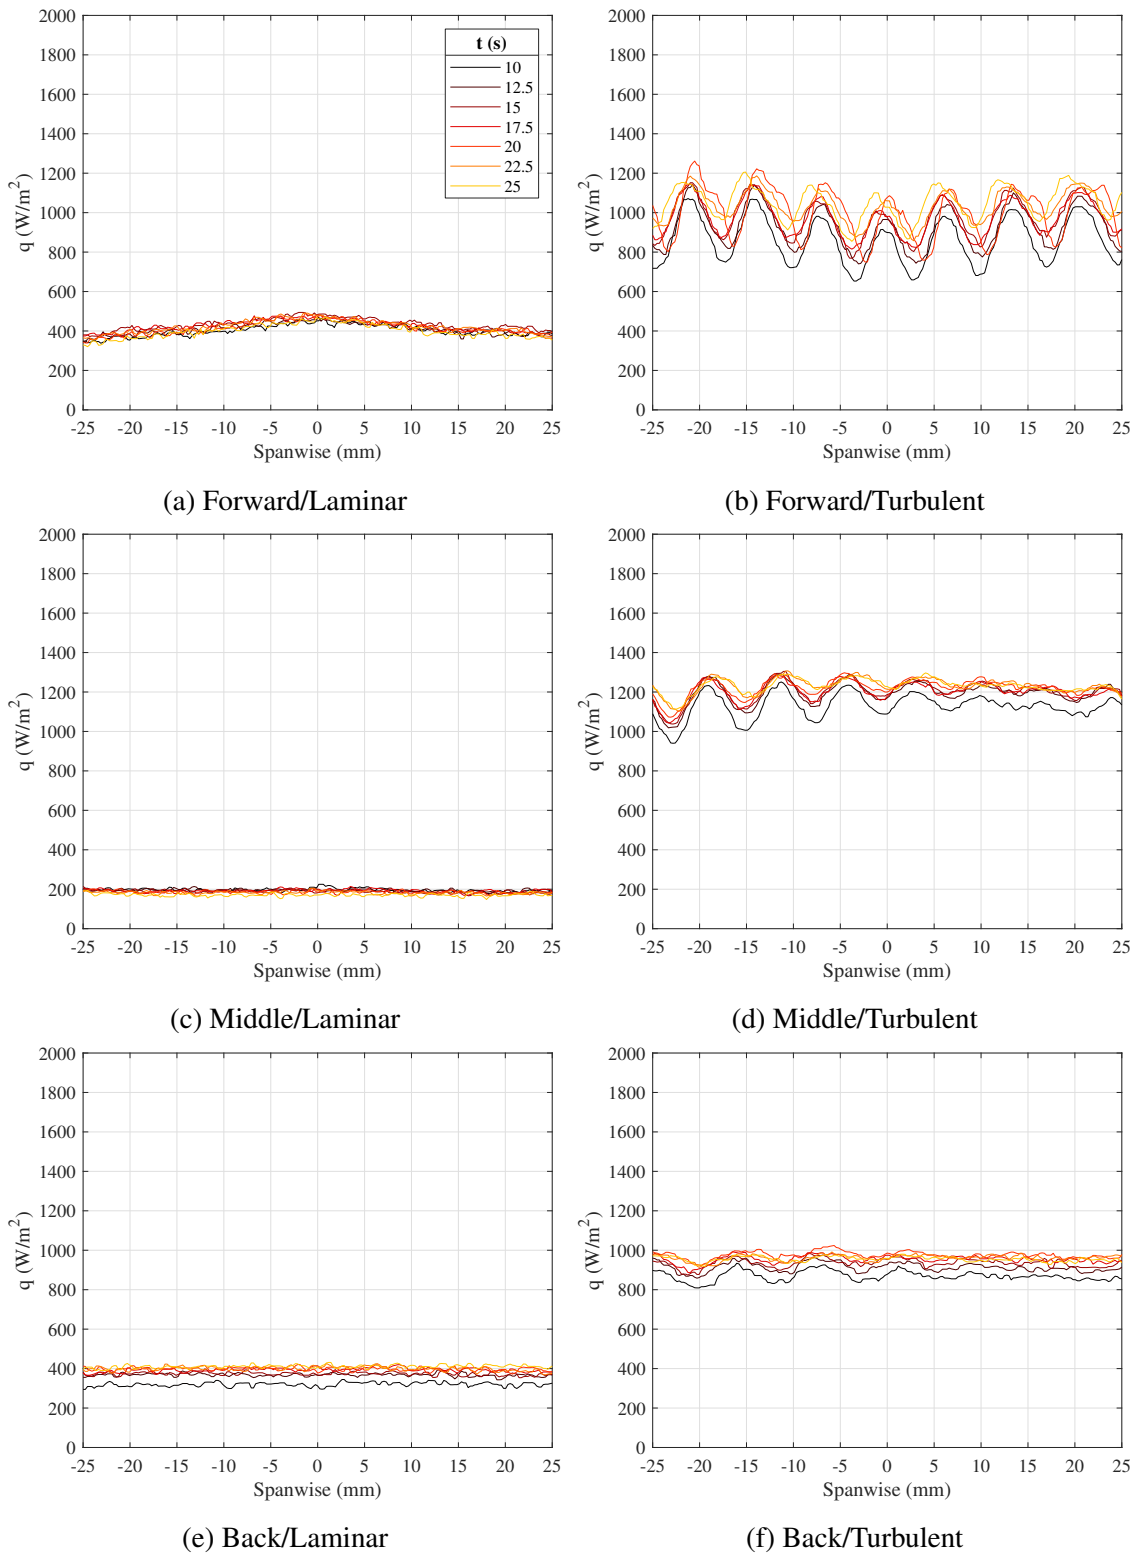 2000
1800
1600
1400
1200
1000
800
600
400
200
0
q (W/m²)
-25 -20 -15 -10 -5 0 5 10 15 20 25
Spanwise (mm)
t (s)
10
12.5
15
17.5
20
22.5
25
(a) Forward/Laminar
2000
1800
1600
1400
1200
1000
800
600
400
200
0
q (W/m²)
-25 -20 -15 -10 -5 0 5 10 15 20 25
Spanwise (mm)
(b) Forward/Turbulent
2000
1800
1600
1400
1200
1000
800
600
400
200
0
q (W/m²)
-25 -20 -15 -10 -5 0 5 10 15 20 25
Spanwise (mm)
(c) Middle/Laminar
2000
1800
1600
1400
1200
1000
800
600
400
200
0
q (W/m²)
-25 -20 -15 -10 -5 0 5 10 15 20 25
Spanwise (mm)
(d) Middle/Turbulent
2000
1800
1600
1400
1200
1000
800
600
400
200
0
q (W/m²)
-25 -20 -15 -10 -5 0 5 10 15 20 25
Spanwise (mm)
(e) Back/Laminar
2000
1800
1600
1400
1200
1000
800
600
400
200
0
q (W/m²)
-25 -20 -15 -10 -5 0 5 10 15 20 25
Spanwise (mm)
(f) Back/Turbulent